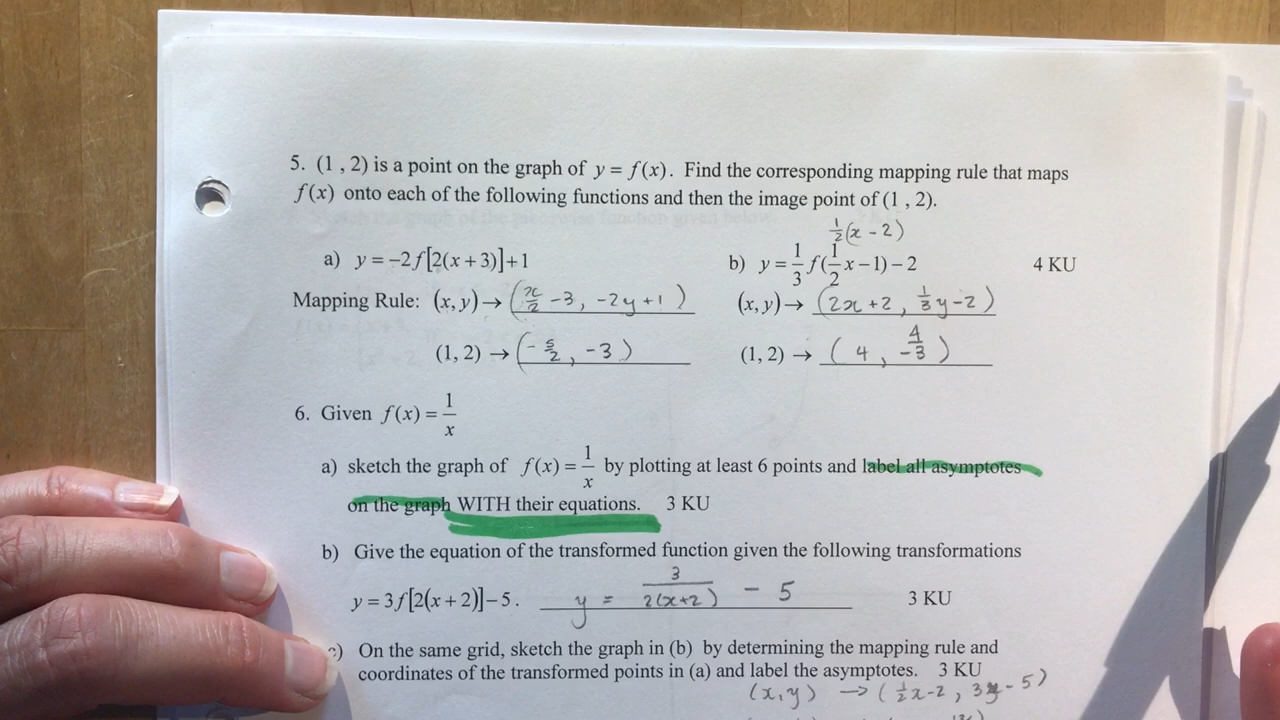 5. (1 , 2) is a point on the graph of y = f(x). Find the corresponding mapping rule that maps
f(x) onto each of the following functions and then the image point of (1 , 2).
½(x - 2)
a) y = -2f[2(x+3)]+1 b) y = 1/3 f(1/2 x - 1) - 2 4 KU
Mapping Rule: (x, y) → (x/2 - 3, -2y + 1) (x, y) → (2x + 2, 1/3 y - 2)
(1, 2) → (-5/2, -3) (1, 2) → (4, -4/3)
6. Given f(x) = 1/x
a) sketch the graph of f(x) = 1/x by plotting at least 6 points and label all asymptotes
on the graph WITH their equations. 3 KU
b) Give the equation of the transformed function given the following transformations
y = 3f[2(x+2)]-5. y = 3/(2(x+2)) - 5 3 KU
c) On the same grid, sketch the graph in (b) by determining the mapping rule and
coordinates of the transformed points in (a) and label the asymptotes. 3 KU
(x, y) → (½x - 2, 3y - 5)